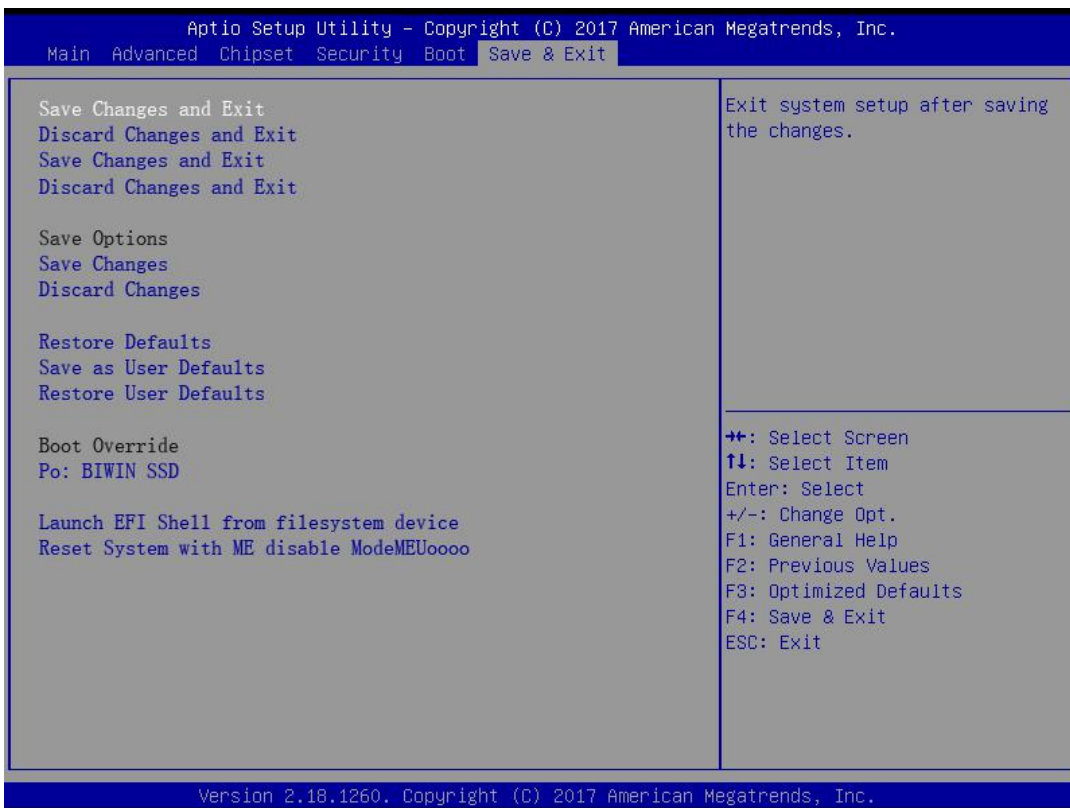 Aptio Setup Utility – Copyright (C) 2017 American Megatrends, Inc.
Main Advanced Chipset Security Boot Save & Exit
Save Changes and Exit
Discard Changes and Exit
Save Changes and Exit
Discard Changes and Exit
Save Options
Save Changes
Discard Changes
Restore Defaults
Save as User Defaults
Restore User Defaults
Boot Override
Po: BIWIN SSD
Launch EFI Shell from filesystem device
Reset System with ME disable ModeMEUoooo
Exit system setup after saving
the changes.
→←: Select Screen
↑↓: Select Item
Enter: Select
+/-: Change Opt.
F1: General Help
F2: Previous Values
F3: Optimized Defaults
F4: Save & Exit
ESC: Exit
Version 2.18.1260. Copyright (C) 2017 American Megatrends, Inc.